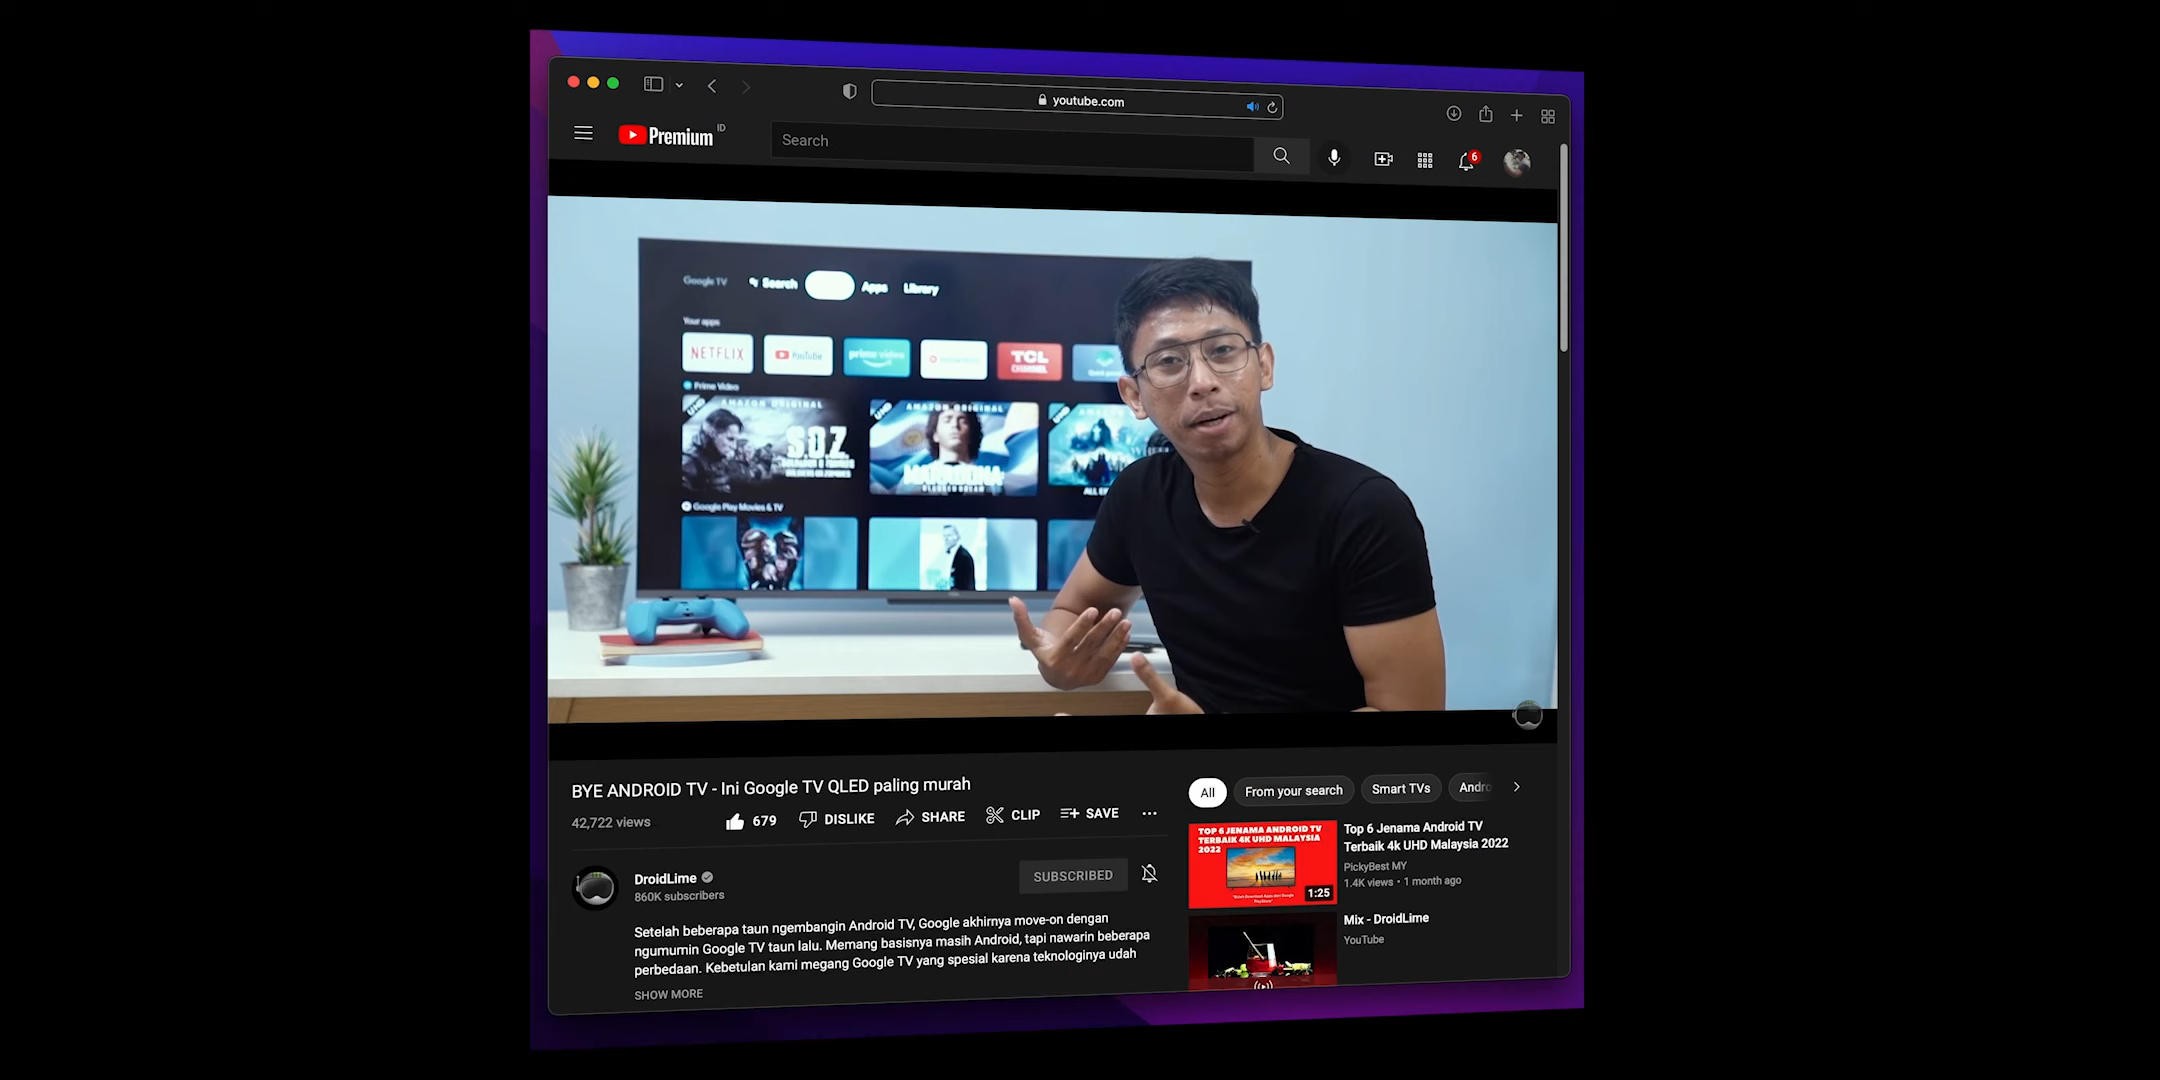 youtube.com
Premium ID
Search
6
Google TV Search Apps Library
Your apps
NETFLIX YouTube prime video TCL CHANNEL
Prime Video
AMAZON ORIGINAL
S.O.Z.
UHD AMAZON ORIGINAL
MARADONA
ALL
Google Play Movies & TV
BYE ANDROID TV - Ini Google TV QLED paling murah
42,722 views
679 DISLIKE SHARE CLIP SAVE
DroidLime
860K subscribers
SUBSCRIBED
Setelah beberapa taun ngembangin Android TV, Google akhirnya move-on dengan
ngumumin Google TV taun lalu. Memang basisnya masih Android, tapi nawarin beberapa
perbedaan. Kebetulan kami megang Google TV yang spesial karena teknologinya udah
SHOW MORE
All From your search Smart TVs Andro
TOP 6 JENAMA ANDROID TV
TERBAIK 4K UHD MALAYSIA
2022
1:25
Top 6 Jenama Android TV
Terbaik 4k UHD Malaysia 2022
PickyBest MY
1.4K views • 1 month ago
Mix - DroidLime
YouTube